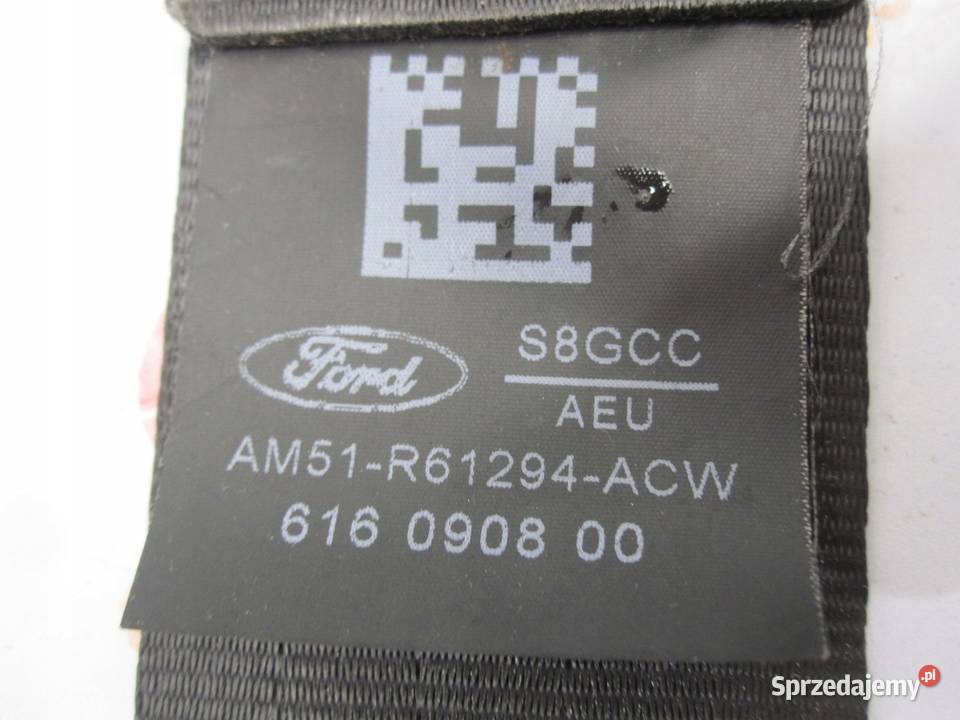 Ford
S8GCC
AEU
AM51-R61294-ACW
616 0908 00
Sprzedajemy.pl